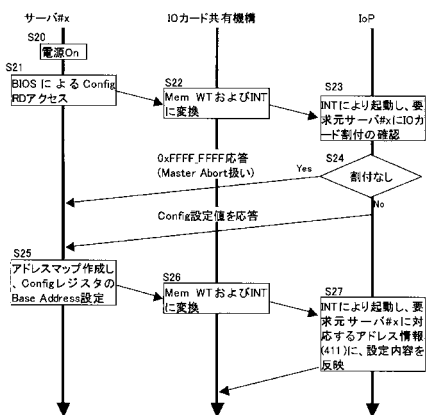 サーバ#x
IOカード共有機構
IoP
S20
電源On
S21
BIOS によるConfig
RDアクセス
S22
Mem WTおよびINT
に変換
S23
INTにより起動し、要
求元サーバ#xにIOカ
ード割付の確認
0xFFFF_FFFF応答
(Master Abort扱い)
Yes
S24
割付なし
No
Config設定値を応答
S25
アドレスマップ作成し
、Configレジスタの
Base Address設定
S26
Mem WTおよびINT
に変換
S27
INTにより起動し、要
求元サーバ#xに対
応するアドレス情報
(411)に、設定内容を
反映